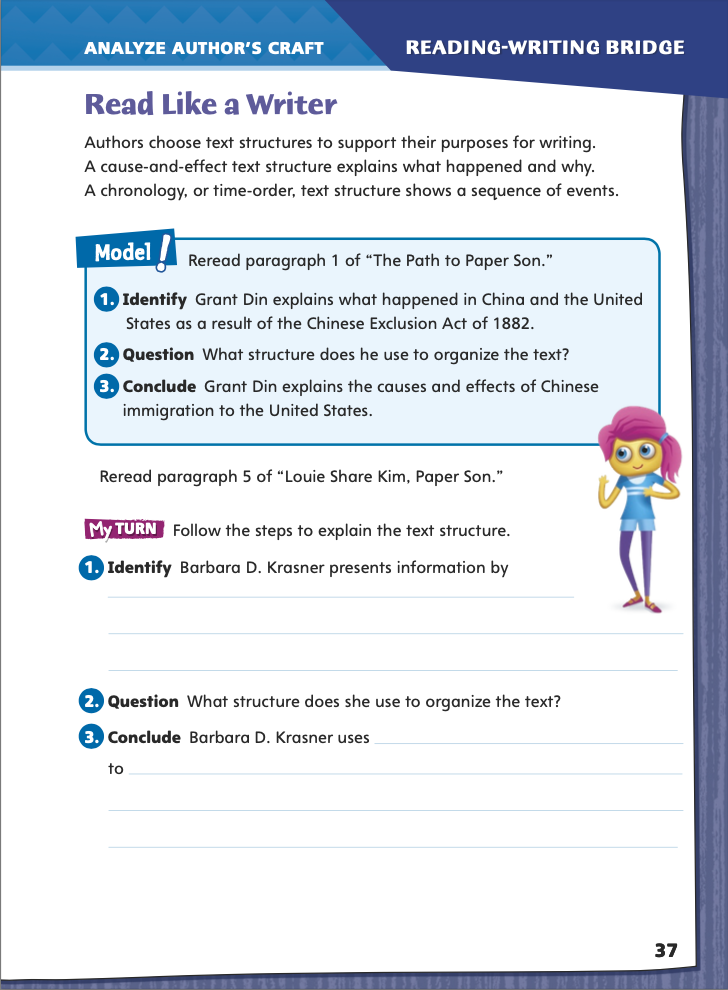 ANALYZE AUTHOR'S CRAFT
READING-WRITING BRIDGE
Read Like a Writer
Authors choose text structures to support their purposes for writing.
A cause-and-effect text structure explains what happened and why.
A chronology, or time-order, text structure shows a sequence of events.
Model!
Reread paragraph 1 of “The Path to Paper Son.”
1. Identify Grant Din explains what happened in China and the United
States as a result of the Chinese Exclusion Act of 1882.
2. Question What structure does he use to organize the text?
3. Conclude Grant Din explains the causes and effects of Chinese
immigration to the United States.
Reread paragraph 5 of “Louie Share Kim, Paper Son.”
My TURN Follow the steps to explain the text structure.
1. Identify Barbara D. Krasner presents information by
2. Question What structure does she use to organize the text?
3. Conclude Barbara D. Krasner uses
to
37